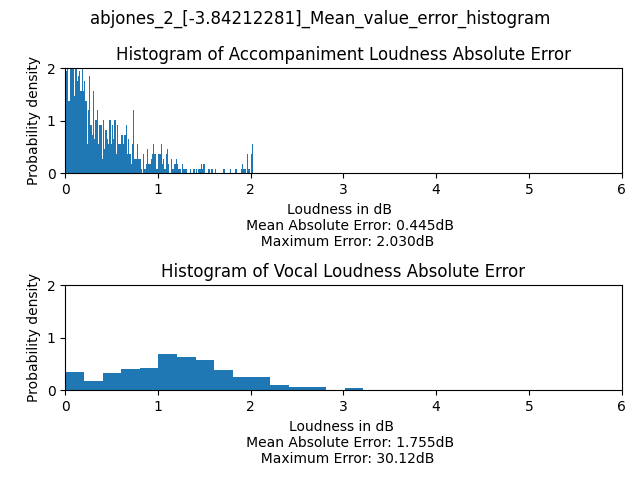 abjones_2_[-3.84212281]_Mean_value_error_histogram
Histogram of Accompaniment Loudness Absolute Error
Probability density
2
1
0
0 1 2 3 4 5 6
Loudness in dB
Mean Absolute Error: 0.445dB
Maximum Error: 2.030dB
Histogram of Vocal Loudness Absolute Error
Probability density
2
1
0
0 1 2 3 4 5 6
Loudness in dB
Mean Absolute Error: 1.755dB
Maximum Error: 30.12dB